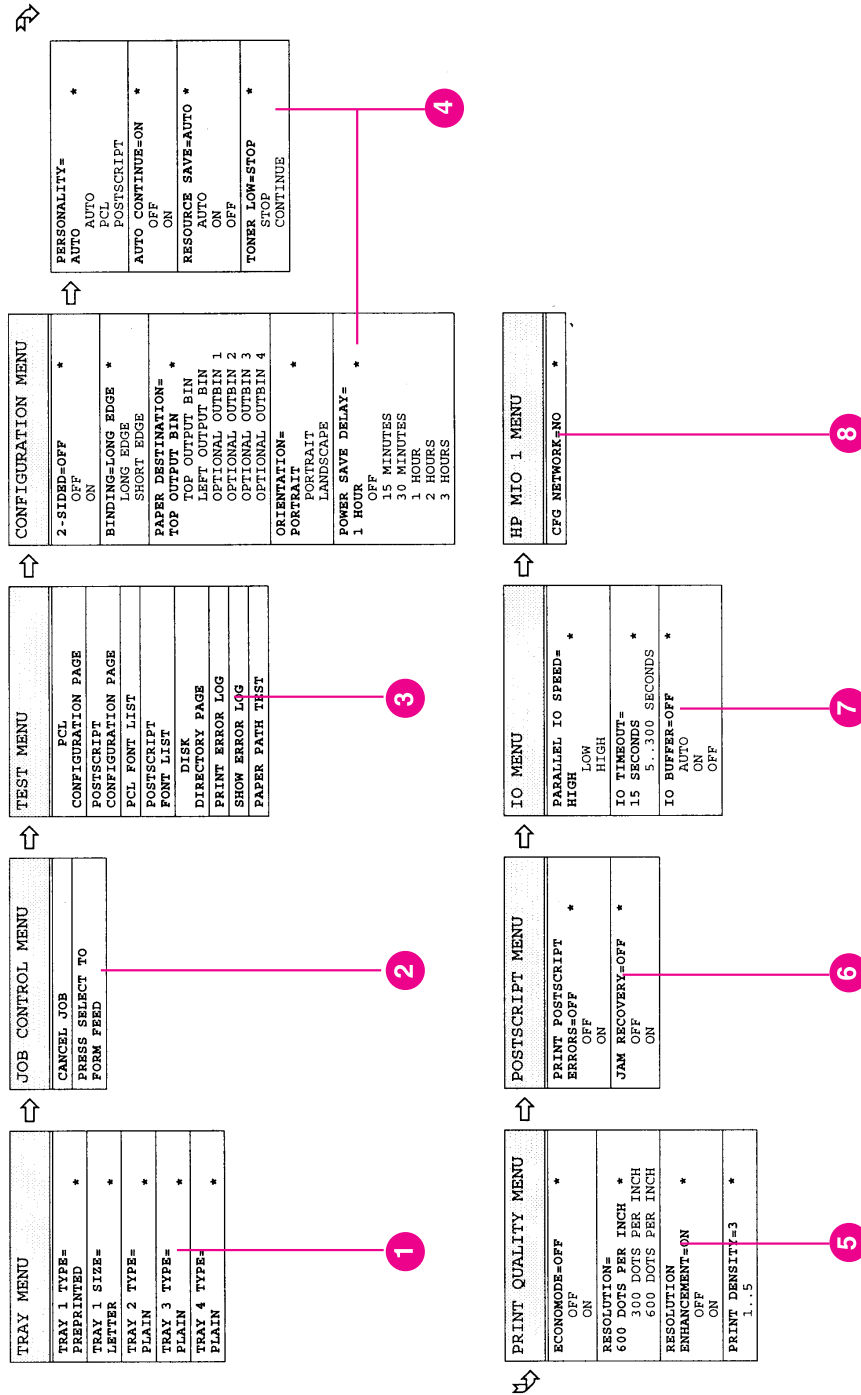 TRAY MENU
TRAY 1 TYPE=
PREPRINTED *
TRAY 1 SIZE=
LETTER *
TRAY 2 TYPE=
PLAIN *
TRAY 3 TYPE=
PLAIN *
TRAY 4 TYPE=
PLAIN *
1
JOB CONTROL MENU
CANCEL JOB
PRESS SELECT TO
FORM FEED
2
TEST MENU
PCL
CONFIGURATION PAGE
POSTSCRIPT
CONFIGURATION PAGE
PCL FONT LIST
POSTSCRIPT
FONT LIST
DISK
DIRECTORY PAGE
PRINT ERROR LOG
SHOW ERROR LOG
PAPER PATH TEST
3
CONFIGURATION MENU
2-SIDED=OFF *
OFF
ON
BINDING=LONG EDGE *
LONG EDGE
SHORT EDGE
PAPER DESTINATION=
TOP OUTPUT BIN *
TOP OUTPUT BIN
LEFT OUTPUT BIN
OPTIONAL OUTBIN 1
OPTIONAL OUTBIN 2
OPTIONAL OUTBIN 3
OPTIONAL OUTBIN 4
ORIENTATION=
PORTRAIT *
PORTRAIT
LANDSCAPE
POWER SAVE DELAY=
1 HOUR *
OFF
15 MINUTES
30 MINUTES
1 HOUR
2 HOURS
3 HOURS
PERSONALITY=
AUTO *
AUTO
PCL
POSTSCRIPT
AUTO CONTINUE=ON *
OFF
ON
RESOURCE SAVE=AUTO *
AUTO
ON
OFF
TONER LOW=STOP *
STOP
CONTINUE
4
PRINT QUALITY MENU
ECONOMODE=OFF *
OFF
ON
RESOLUTION=
600 DOTS PER INCH *
300 DOTS PER INCH
600 DOTS PER INCH
RESOLUTION
ENHANCEMENT=ON *
OFF
ON
PRINT DENSITY=3 *
1...5
5
POSTSCRIPT MENU
PRINT POSTSCRIPT
ERRORS=OFF *
OFF
ON
JAM RECOVERY=OFF *
OFF
ON
6
IO MENU
PARALLEL IO SPEED=
HIGH *
LOW
HIGH
IO TIMEOUT=
15 SECONDS *
5..300 SECONDS
IO BUFFER=OFF *
AUTO
ON
OFF
7
HP MIO 1 MENU
CFG NETWORK=NO *
8